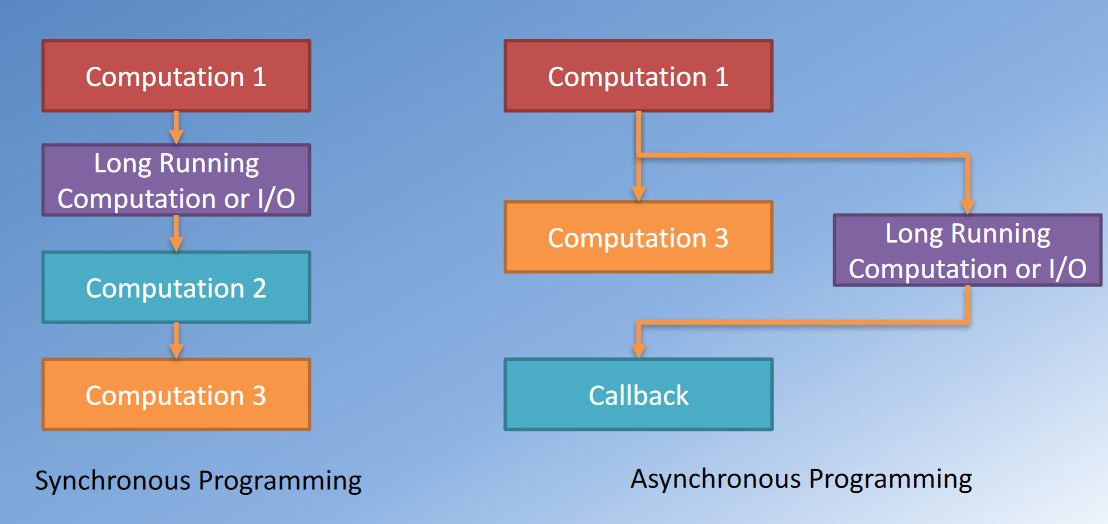 Computation 1
Long Running
Computation or I/O
Computation 2
Computation 3
Synchronous Programming
Computation 1
Computation 3
Long Running
Computation or I/O
Callback
Asynchronous Programming